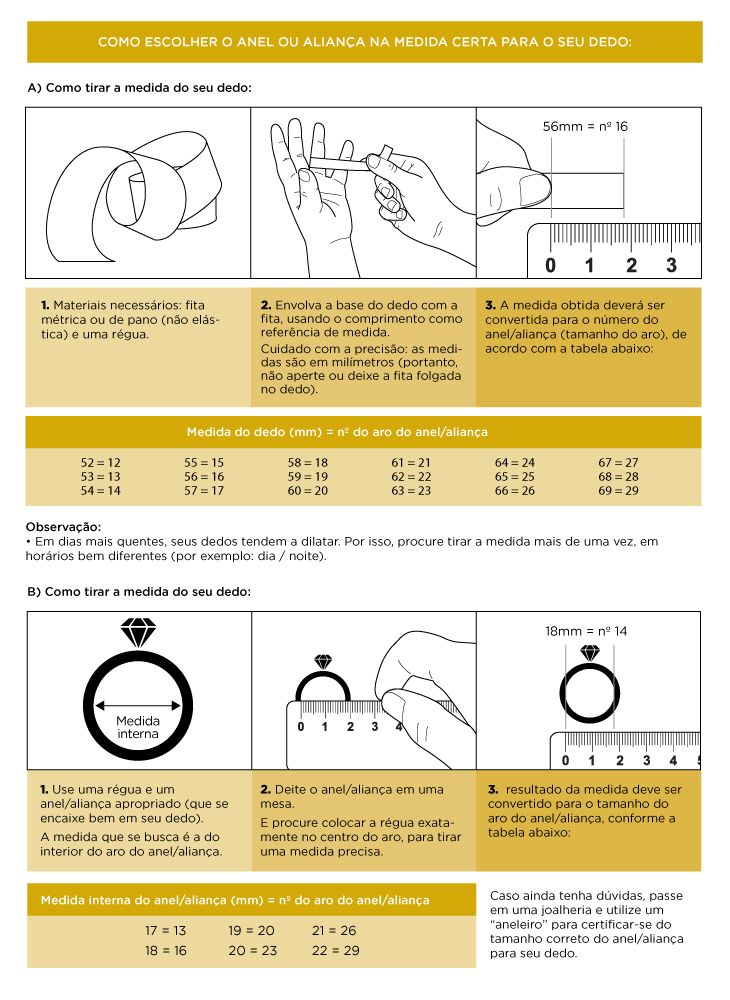 COMO ESCOLHER O ANEL OU ALIANÇA NA MEDIDA CERTA PARA O SEU DEDO:
A) Como tirar a medida do seu dedo:
56mm = nº 16
0 1 2 3
1. Materiais necessários: fita
métrica ou de pano (não elás-
tica) e uma régua.
2. Envolva a base do dedo com a
fita, usando o comprimento como
referência de medida.
Cuidado com a precisão: as medi-
das são em milímetros (portanto,
não aperte ou deixe a fita folgada
no dedo).
3. A medida obtida deverá ser
convertida para o número do
anel/aliança (tamanho do aro), de
acordo com a tabela abaixo:
Medida do dedo (mm) = nº do aro do anel/aliança
52 = 12 55 = 15 58 = 18 61 = 21 64 = 24 67 = 27
53 = 13 56 = 16 59 = 19 62 = 22 65 = 25 68 = 28
54 = 14 57 = 17 60 = 20 63 = 23 66 = 26 69 = 29
Observação:
• Em dias mais quentes, seus dedos tendem a dilatar. Por isso, procure tirar a medida mais de uma vez, em
horários bem diferentes (por exemplo: dia / noite).
B) Como tirar a medida do seu dedo:
Medida
interna
0 1 2 3 4
18mm = nº 14
0 1 2 3 4 5
1. Use uma régua e um
anel/aliança apropriado (que se
encaixe bem em seu dedo).
A medida que se busca é a do
interior do aro do anel/aliança.
2. Deite o anel/aliança em uma
mesa.
E procure colocar a régua exata-
mente no centro do aro, para tirar
uma medida precisa.
3. resultado da medida deve ser
convertido para o tamanho do
aro do anel/aliança, conforme a
tabela abaixo:
Medida interna do anel/aliança (mm) = nº do aro do anel/aliança
17 = 13 19 = 20 21 = 26
18 = 16 20 = 23 22 = 29
Caso ainda tenha dúvidas, passe
em uma joalheria e utilize um
“aneleiro” para certificar-se do
tamanho correto do anel/aliança
para seu dedo.